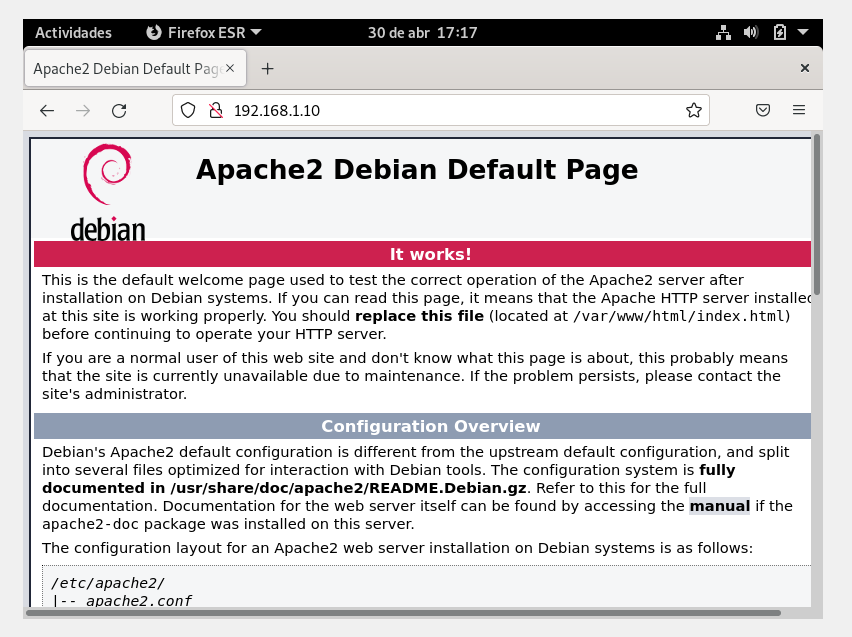 Actividades Firefox ESR 30 de abr 17:17
Apache2 Debian Default Page
192.168.1.10
debian
Apache2 Debian Default Page
It works!
This is the default welcome page used to test the correct operation of the Apache2 server after
installation on Debian systems. If you can read this page, it means that the Apache HTTP server installed
at this site is working properly. You should replace this file (located at /var/www/html/index.html)
before continuing to operate your HTTP server.
If you are a normal user of this web site and don't know what this page is about, this probably means
that the site is currently unavailable due to maintenance. If the problem persists, please contact the
site's administrator.
Configuration Overview
Debian's Apache2 default configuration is different from the upstream default configuration, and split
into several files optimized for interaction with Debian tools. The configuration system is fully
documented in /usr/share/doc/apache2/README.Debian.gz. Refer to this for the full
documentation. Documentation for the web server itself can be found by accessing the manual if the
apache2-doc package was installed on this server.
The configuration layout for an Apache2 web server installation on Debian systems is as follows:
/etc/apache2/
|-- apache2.conf